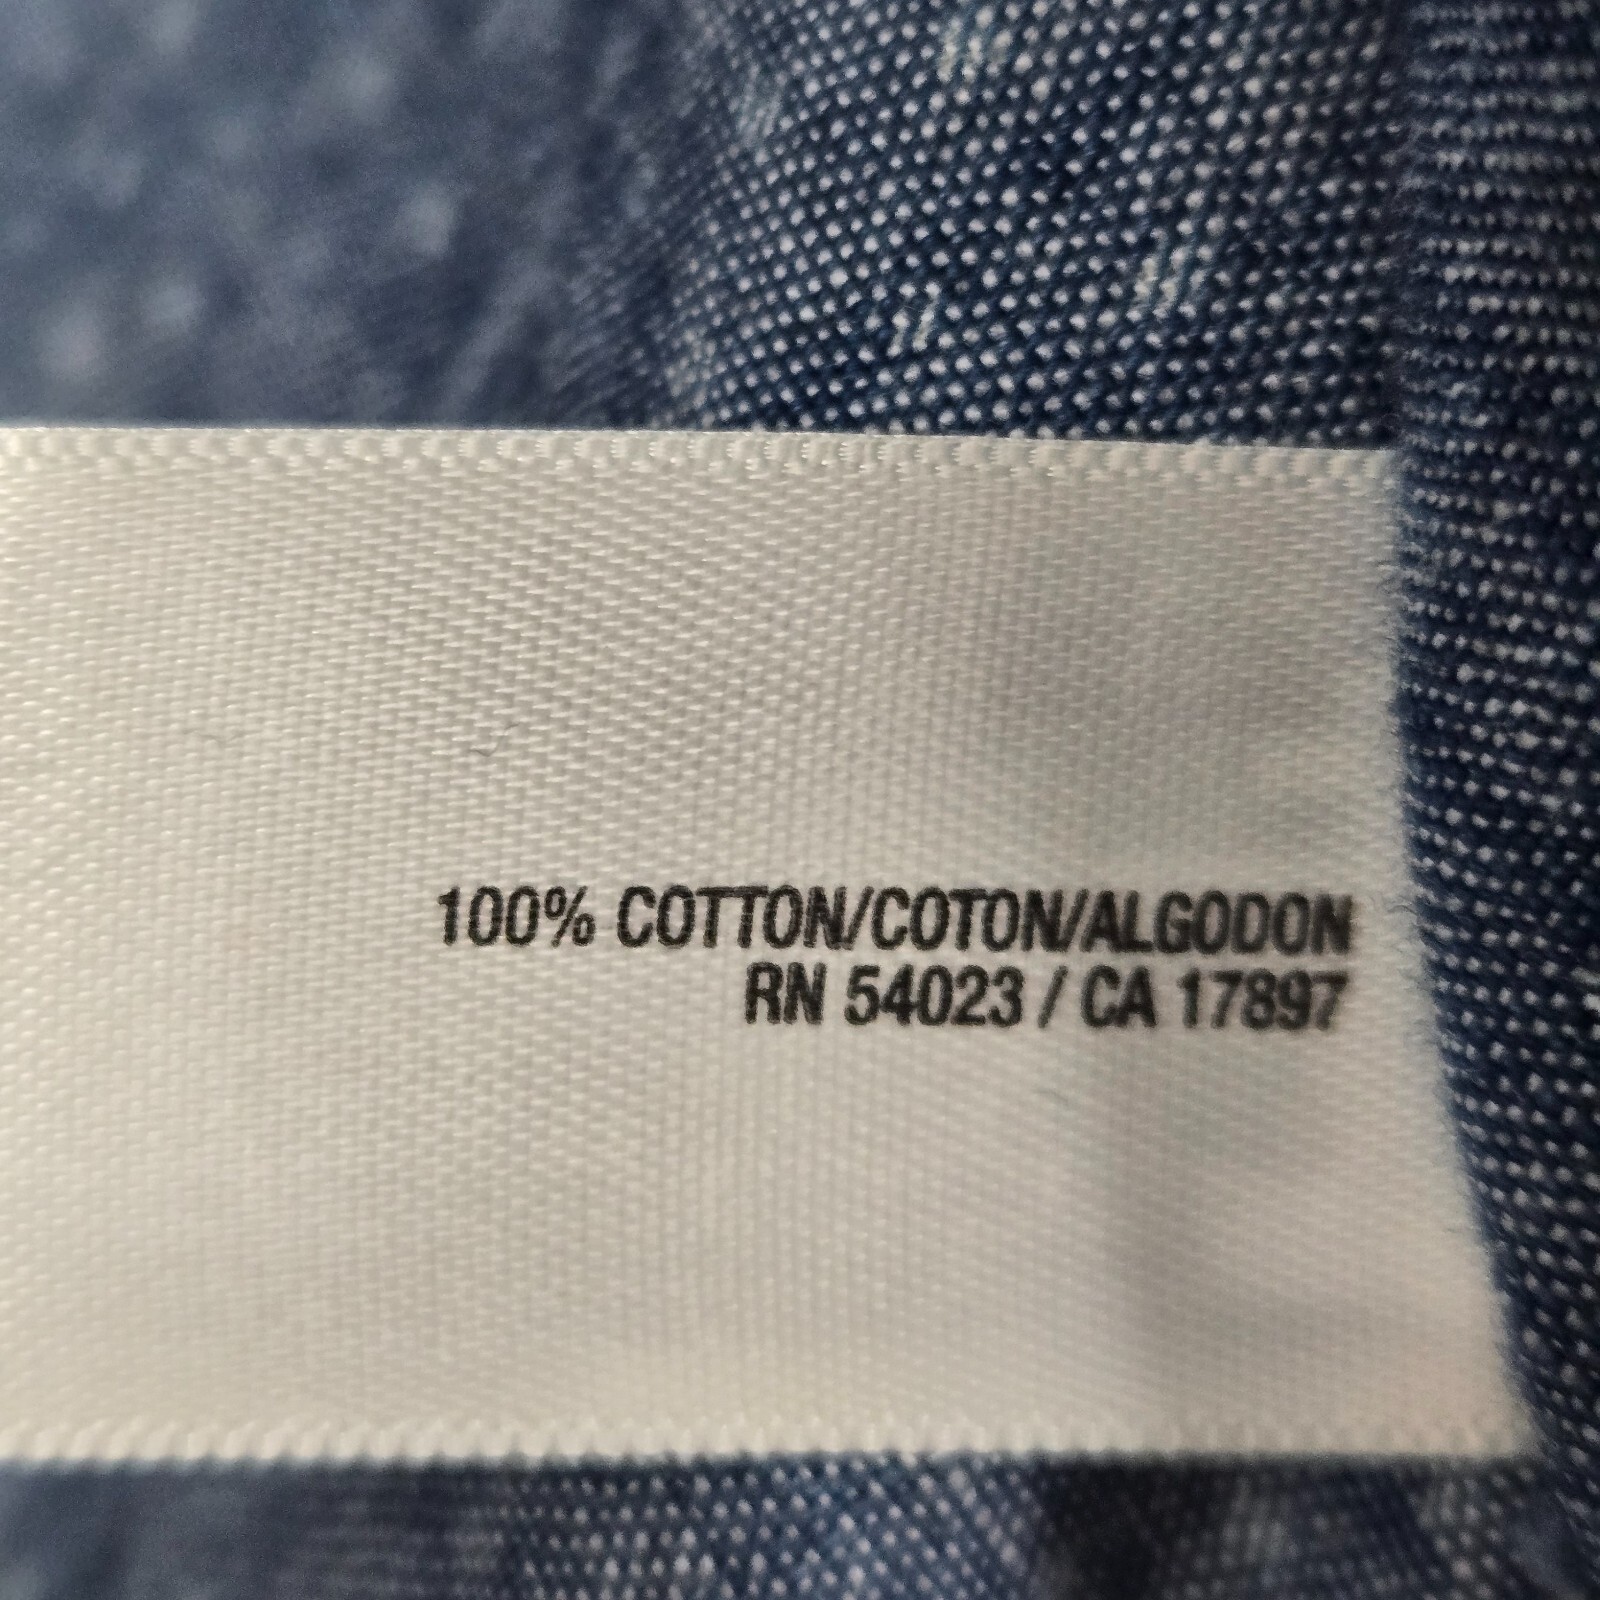 100% COTTON/COTON/ALGODON
RN 54023 / CA 17897